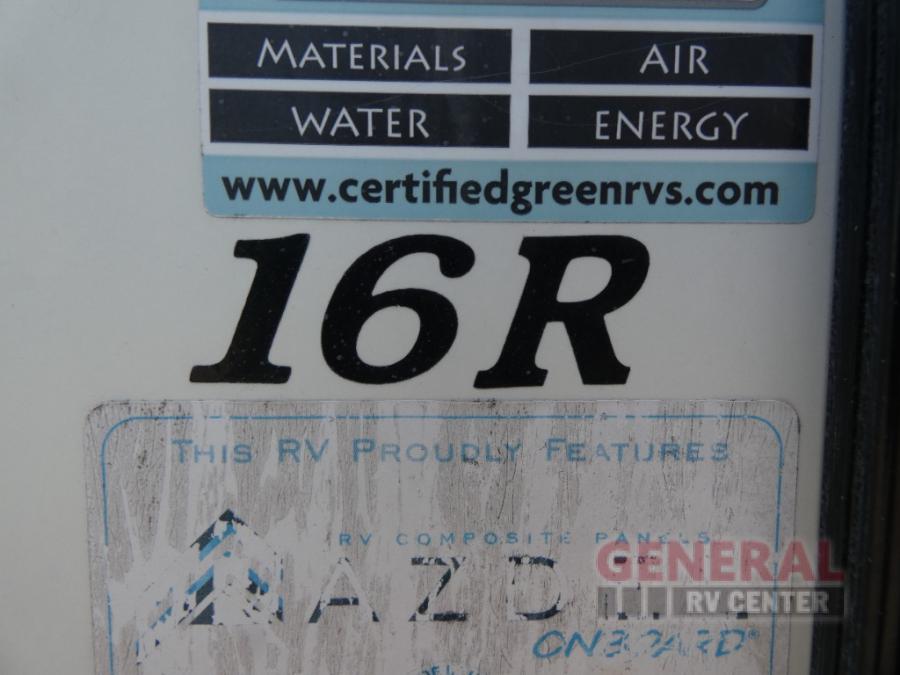 MATERIALS AIR
WATER ENERGY
www.certifiedgreenrvs.com
16R
THIS RV PROUDLY FEATURES
RV COMPOSITE PANELS
AZD
ONBOARD®
GENERAL
RV CENTER